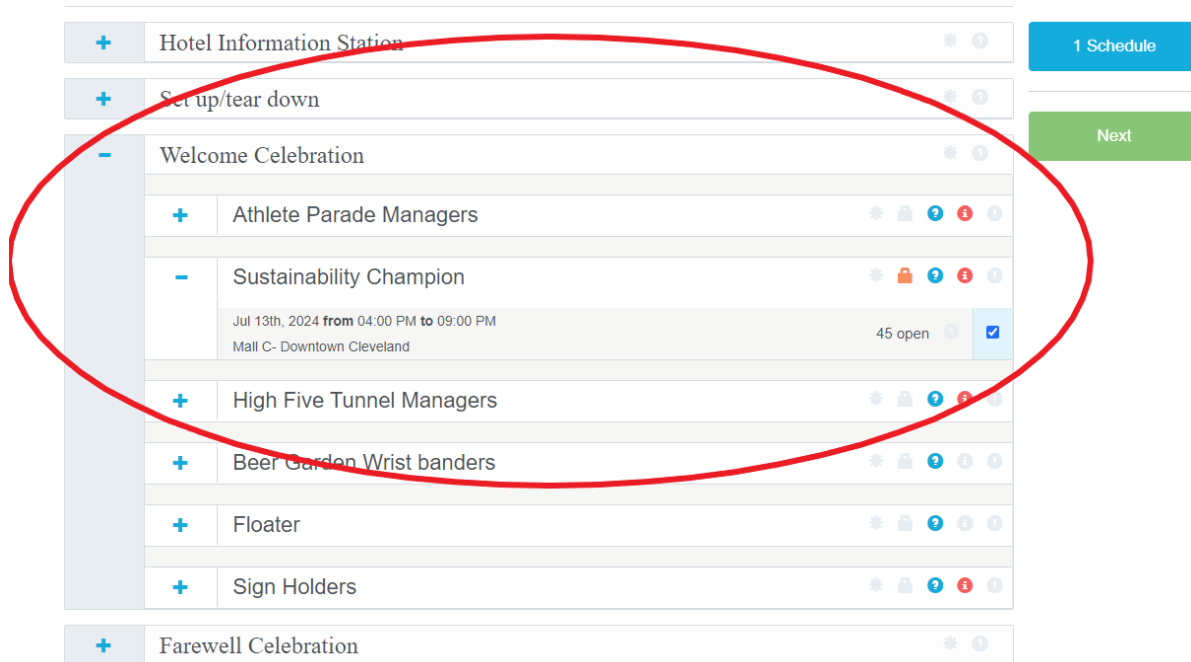 Hotel Information Station
1 Schedule
Set up/tear down
Next
Welcome Celebration
Athlete Parade Managers
Sustainability Champion
Jul 13th, 2024 from 04:00 PM to 09:00 PM
Mall C- Downtown Cleveland
45 open
High Five Tunnel Managers
Beer Garden Wrist banders
Floater
Sign Holders
Farewell Celebration